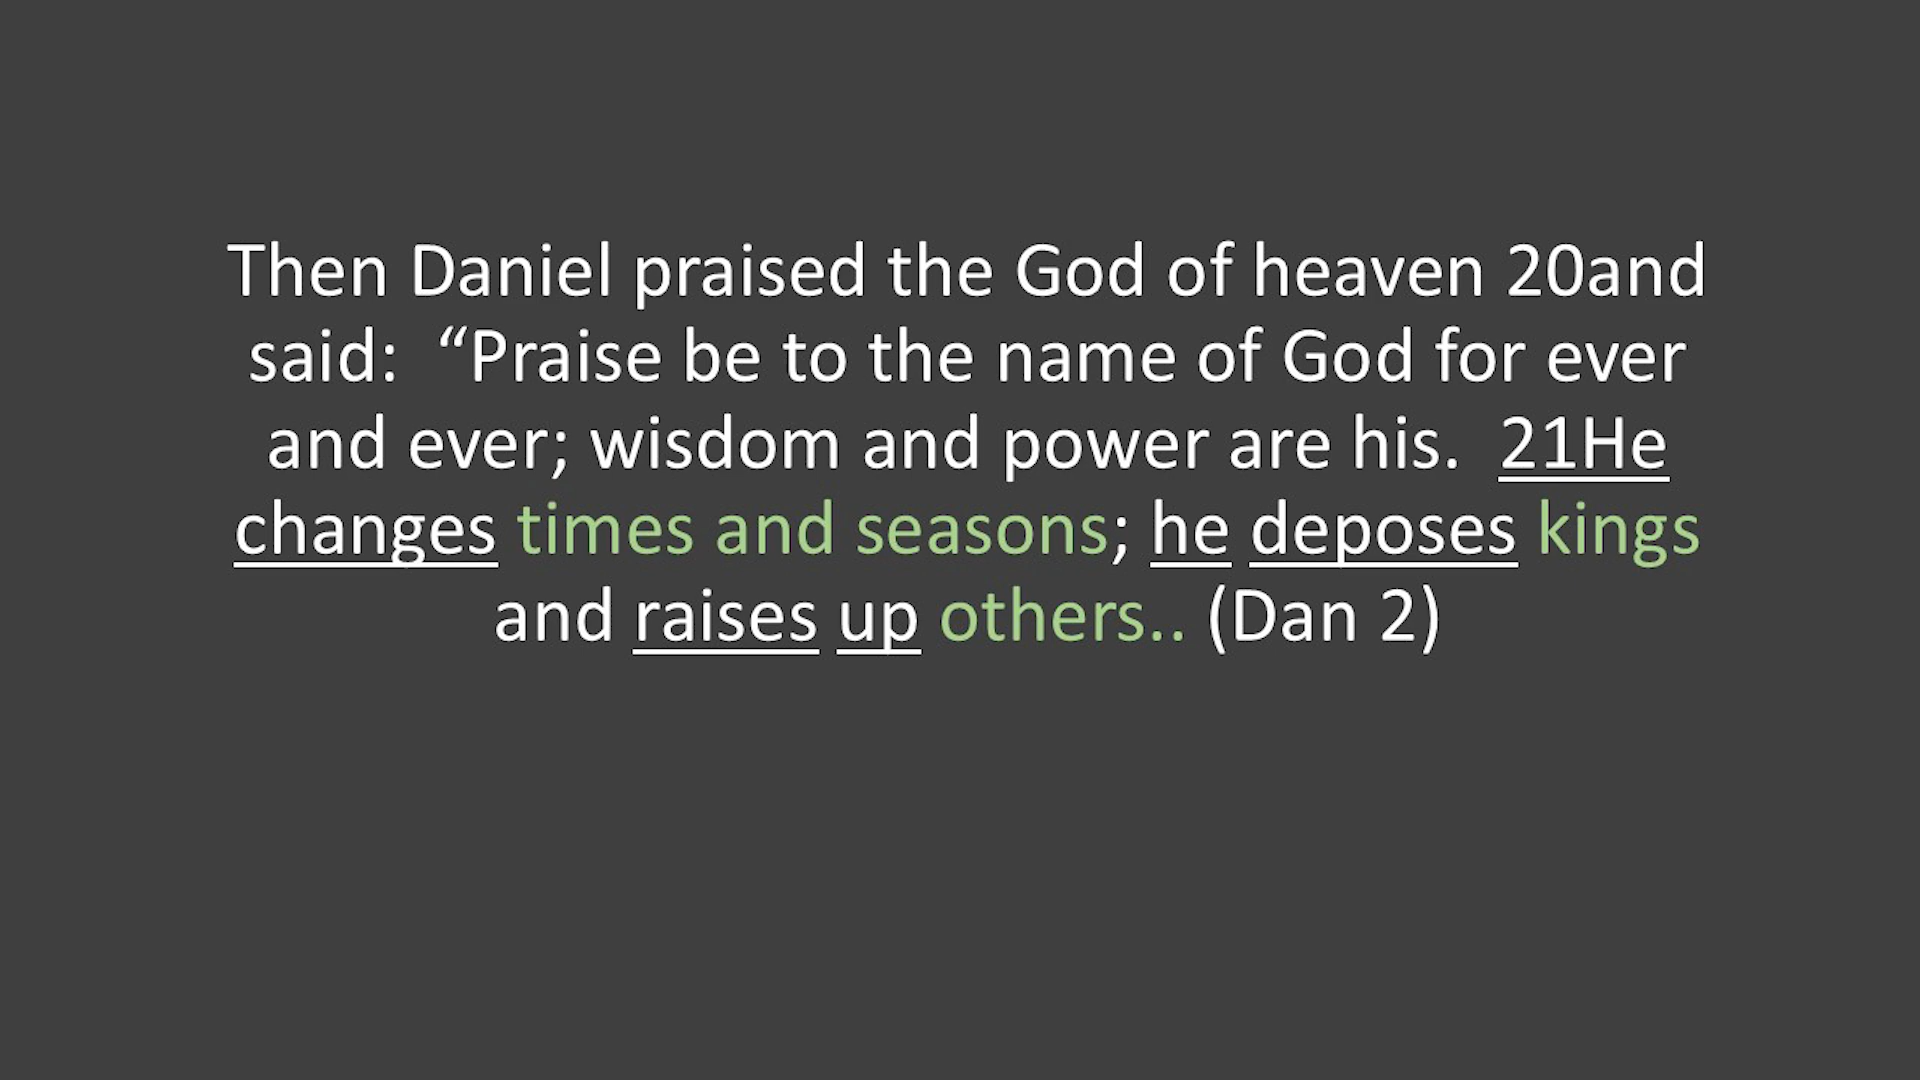 Then Daniel praised the God of heaven 20and
said:  “Praise be to the name of God for ever
and ever; wisdom and power are his.  21He
changes times and seasons; he deposes kings
and raises up others.. (Dan 2)